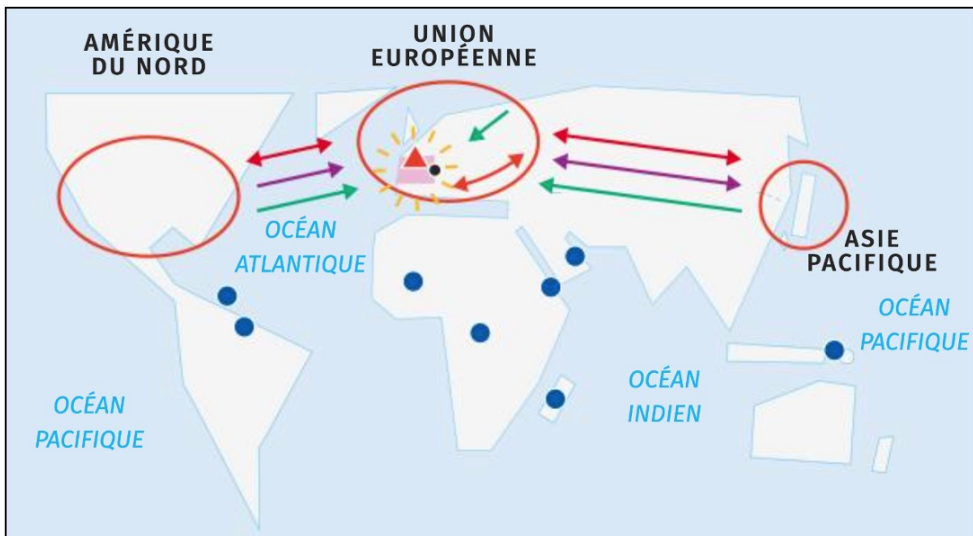 AMÉRIQUE
DU NORD
UNION
EUROPÉENNE
OCÉAN
ATLANTIQUE
ASIE
PACIFIQUE
OCÉAN
PACIFIQUE
OCÉAN
INDIEN
OCÉAN
PACIFIQUE